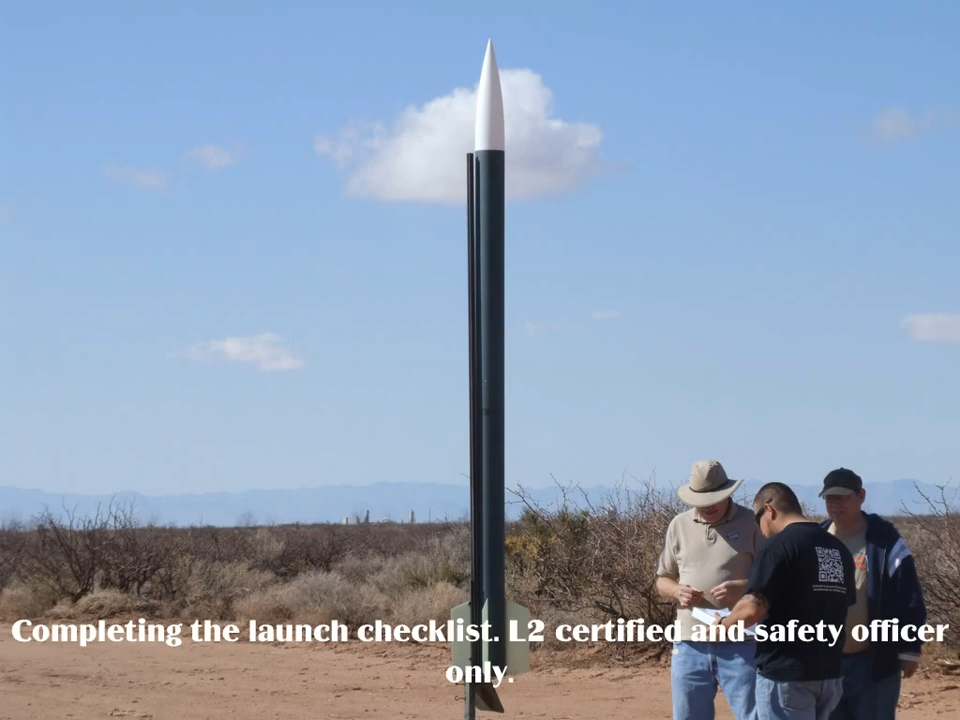 Completing the launch checklist. L2 certified and safety officer
only.